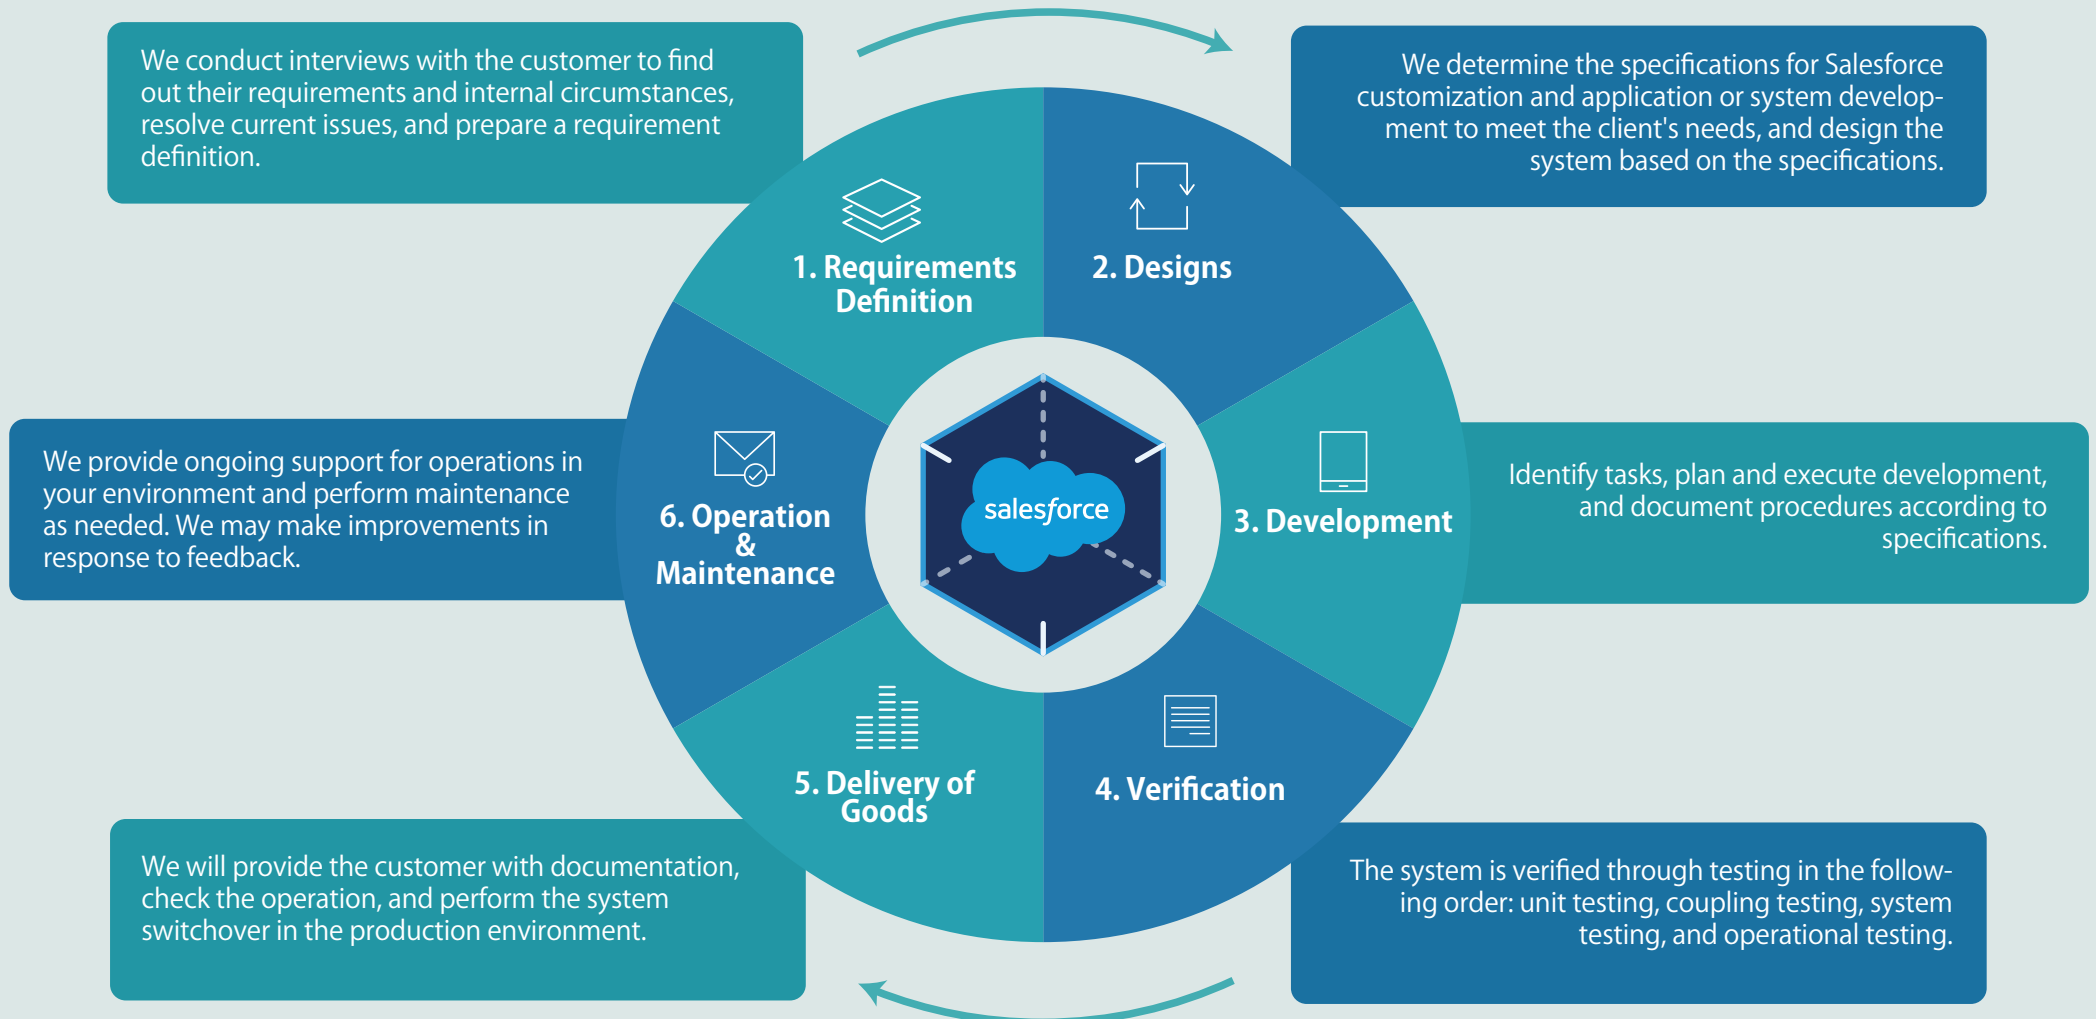 We conduct interviews with the customer to find
out their requirements and internal circumstances,
resolve current issues, and prepare a requirement
definition.
We determine the specifications for Salesforce
customization and application or system develop-
ment to meet the client's needs, and design the
system based on the specifications.
1. Requirements
Definition
2. Designs
We provide ongoing support for operations in
your environment and perform maintenance
as needed. We may make improvements in
response to feedback.
6. Operation
&
Maintenance
salesforce
3. Development
Identify tasks, plan and execute development,
and document procedures according to
specifications.
5. Delivery of
Goods
4. Verification
We will provide the customer with documentation,
check the operation, and perform the system
switchover in the production environment.
The system is verified through testing in the follow-
ing order: unit testing, coupling testing, system
testing, and operational testing.